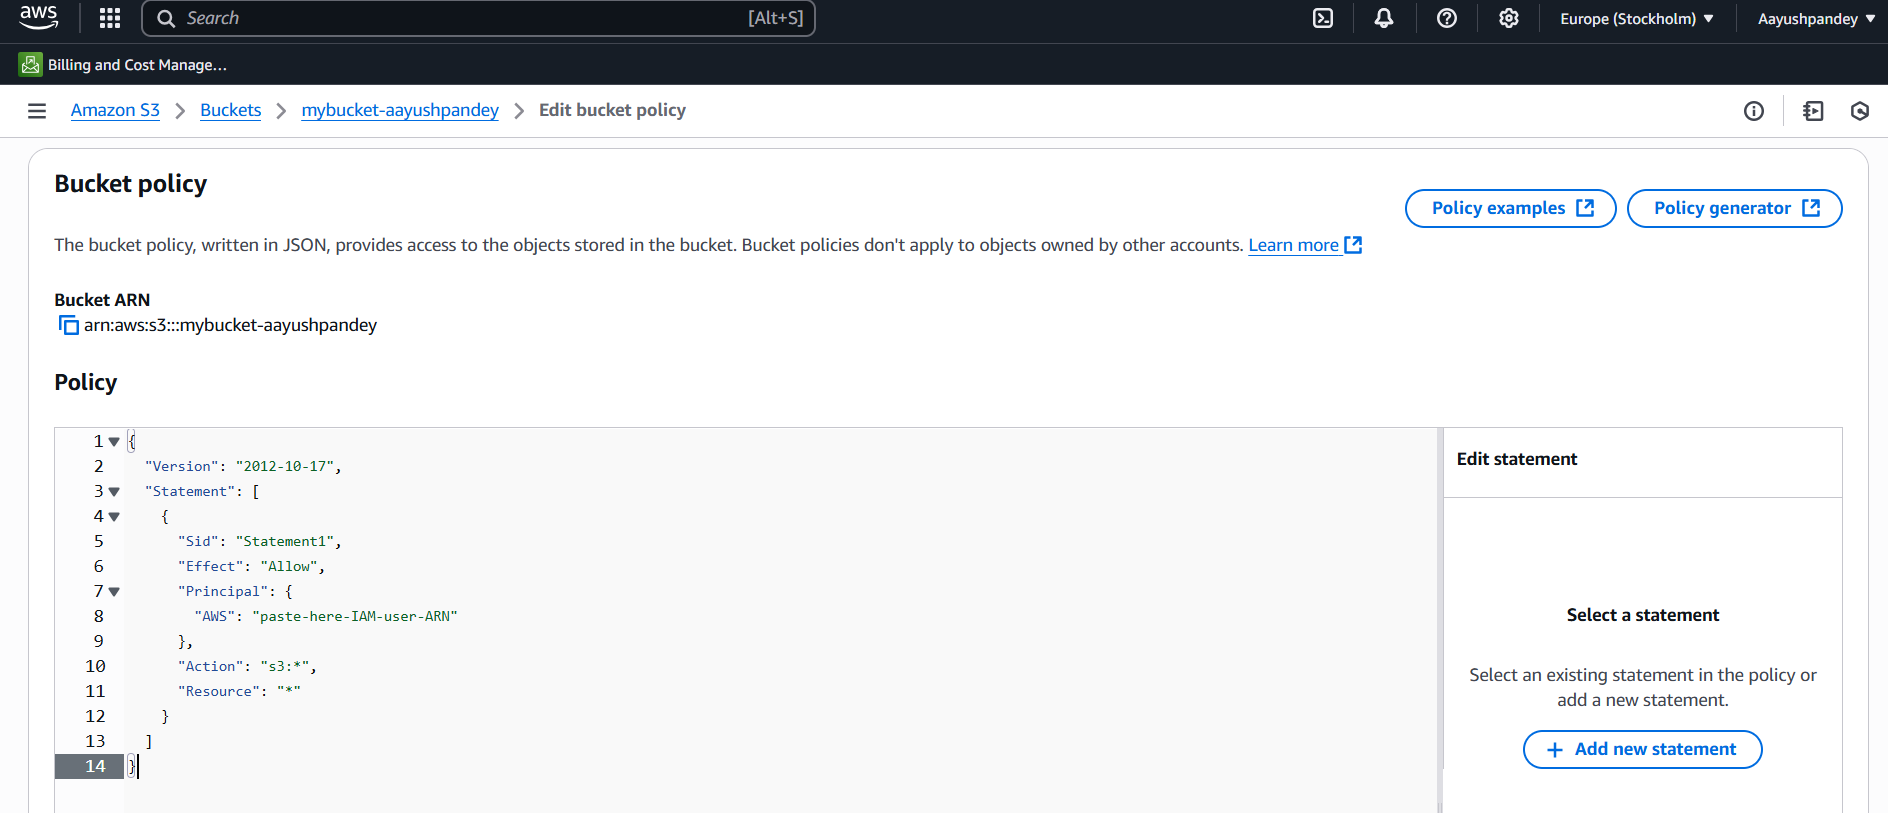 aws
Search [Alt+S]
Europe (Stockholm)
Aayushpandey
Billing and Cost Manage...
Amazon S3 Buckets mybucket-aayushpandey Edit bucket policy
Bucket policy
Policy examples
Policy generator
The bucket policy, written in JSON, provides access to the objects stored in the bucket. Bucket policies don't apply to objects owned by other accounts. Learn more
Bucket ARN
arn:aws:s3:::mybucket-aayushpandey
Policy
1 {
2 "Version": "2012-10-17",
3 "Statement": [
4 {
5 "Sid": "Statement1",
6 "Effect": "Allow",
7 "Principal": {
8 "AWS": "paste-here-IAM-user-ARN"
9 },
10 "Action": "s3:*",
11 "Resource": "*"
12 }
13 ]
14 }
Edit statement
Select a statement
Select an existing statement in the policy or
add a new statement.
+ Add new statement